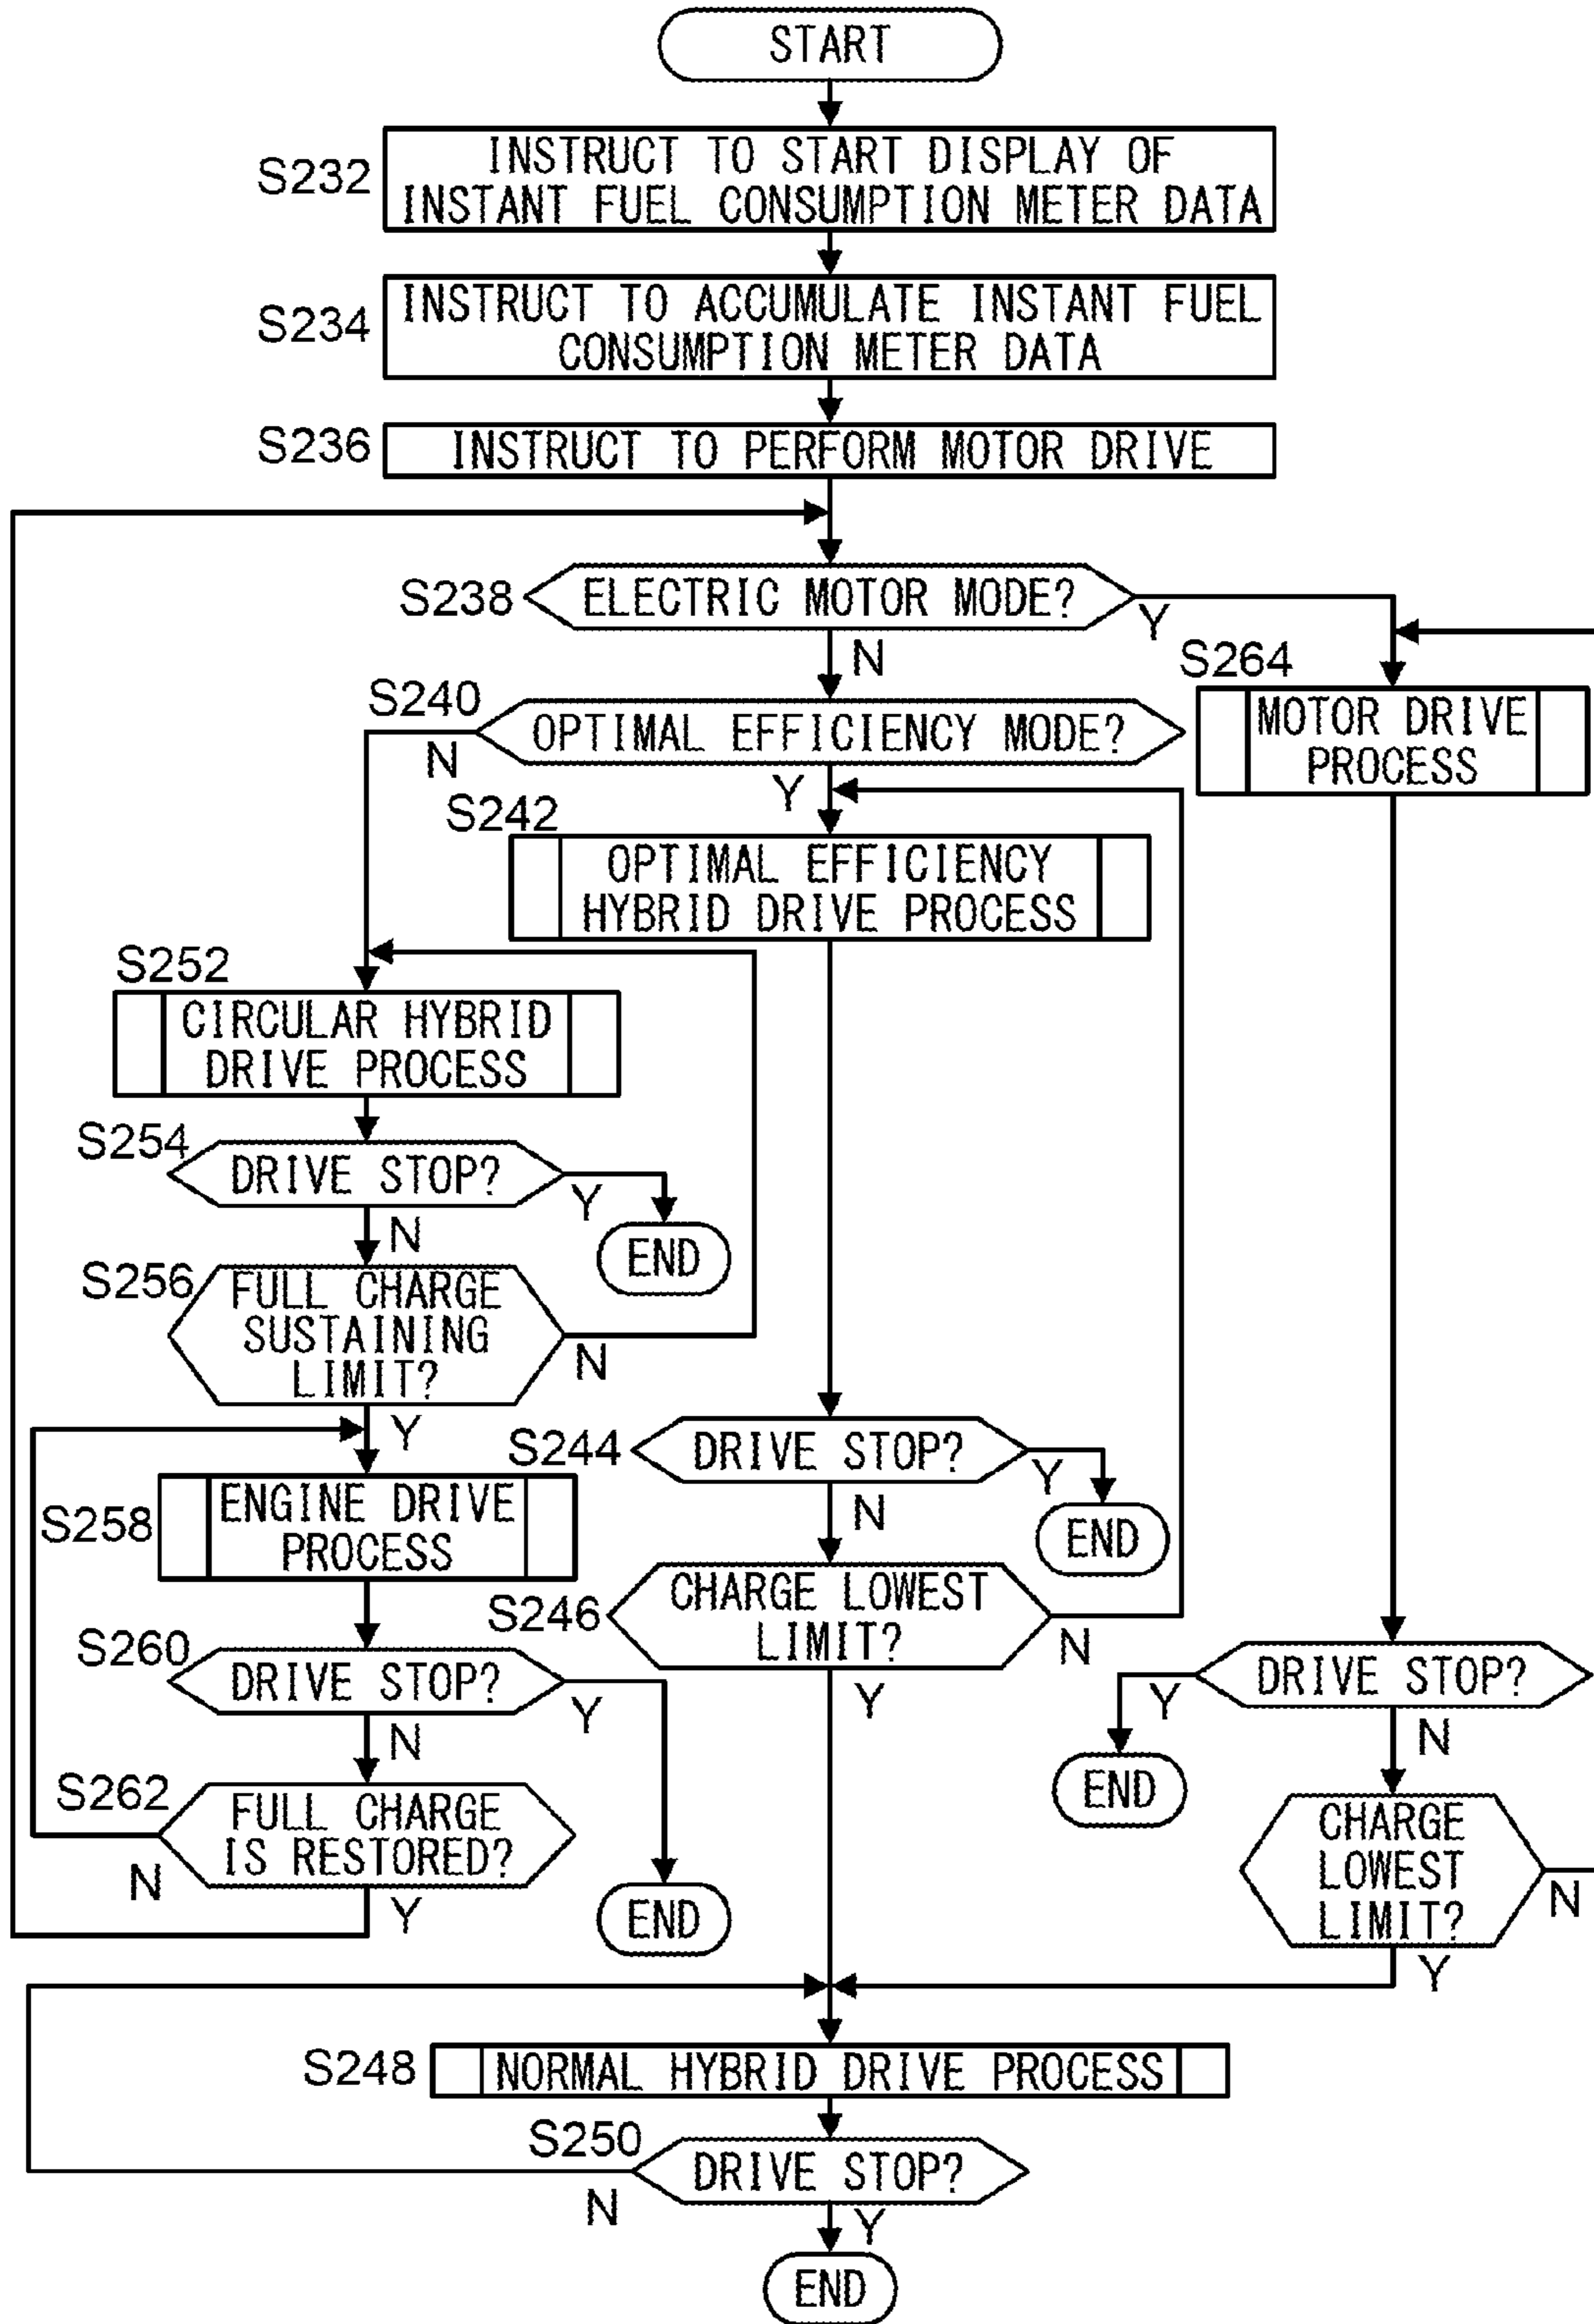 START
S232
INSTRUCT TO START DISPLAY OF
INSTANT FUEL CONSUMPTION METER DATA
S234
INSTRUCT TO ACCUMULATE INSTANT FUEL
CONSUMPTION METER DATA
S236
INSTRUCT TO PERFORM MOTOR DRIVE
S238
ELECTRIC MOTOR MODE?
Y
N
S264
MOTOR DRIVE
PROCESS
S240
OPTIMAL EFFICIENCY MODE?
N
Y
S242
OPTIMAL EFFICIENCY
HYBRID DRIVE PROCESS
S252
CIRCULAR HYBRID
DRIVE PROCESS
S254
DRIVE STOP?
Y
N
END
S256
FULL CHARGE
SUSTAINING
LIMIT?
N
Y
S244
DRIVE STOP?
Y
N
END
S258
ENGINE DRIVE
PROCESS
S246
CHARGE LOWEST
LIMIT?
N
Y
S260
DRIVE STOP?
Y
N
DRIVE STOP?
Y
N
END
S262
FULL CHARGE
IS RESTORED?
N
Y
END
CHARGE
LOWEST
LIMIT?
N
Y
S248
NORMAL HYBRID DRIVE PROCESS
S250
DRIVE STOP?
N
Y
END